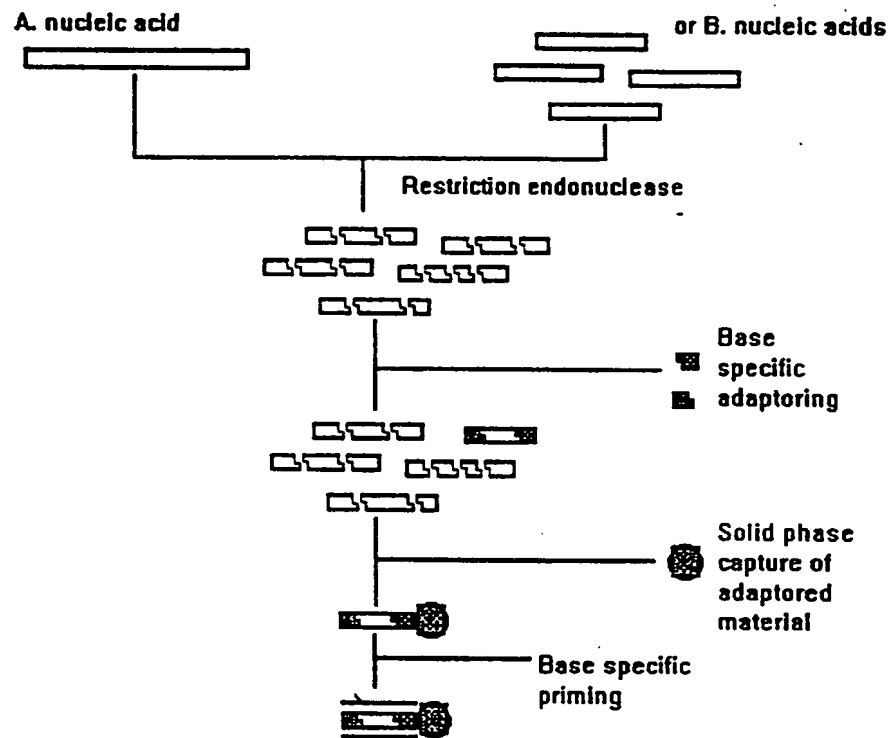 A. nucleic acid
or B. nucleic acids
Restriction endonuclease
Base
specific
adaptoring
Solid phase
capture of
adaptored
material
Base specific
priming